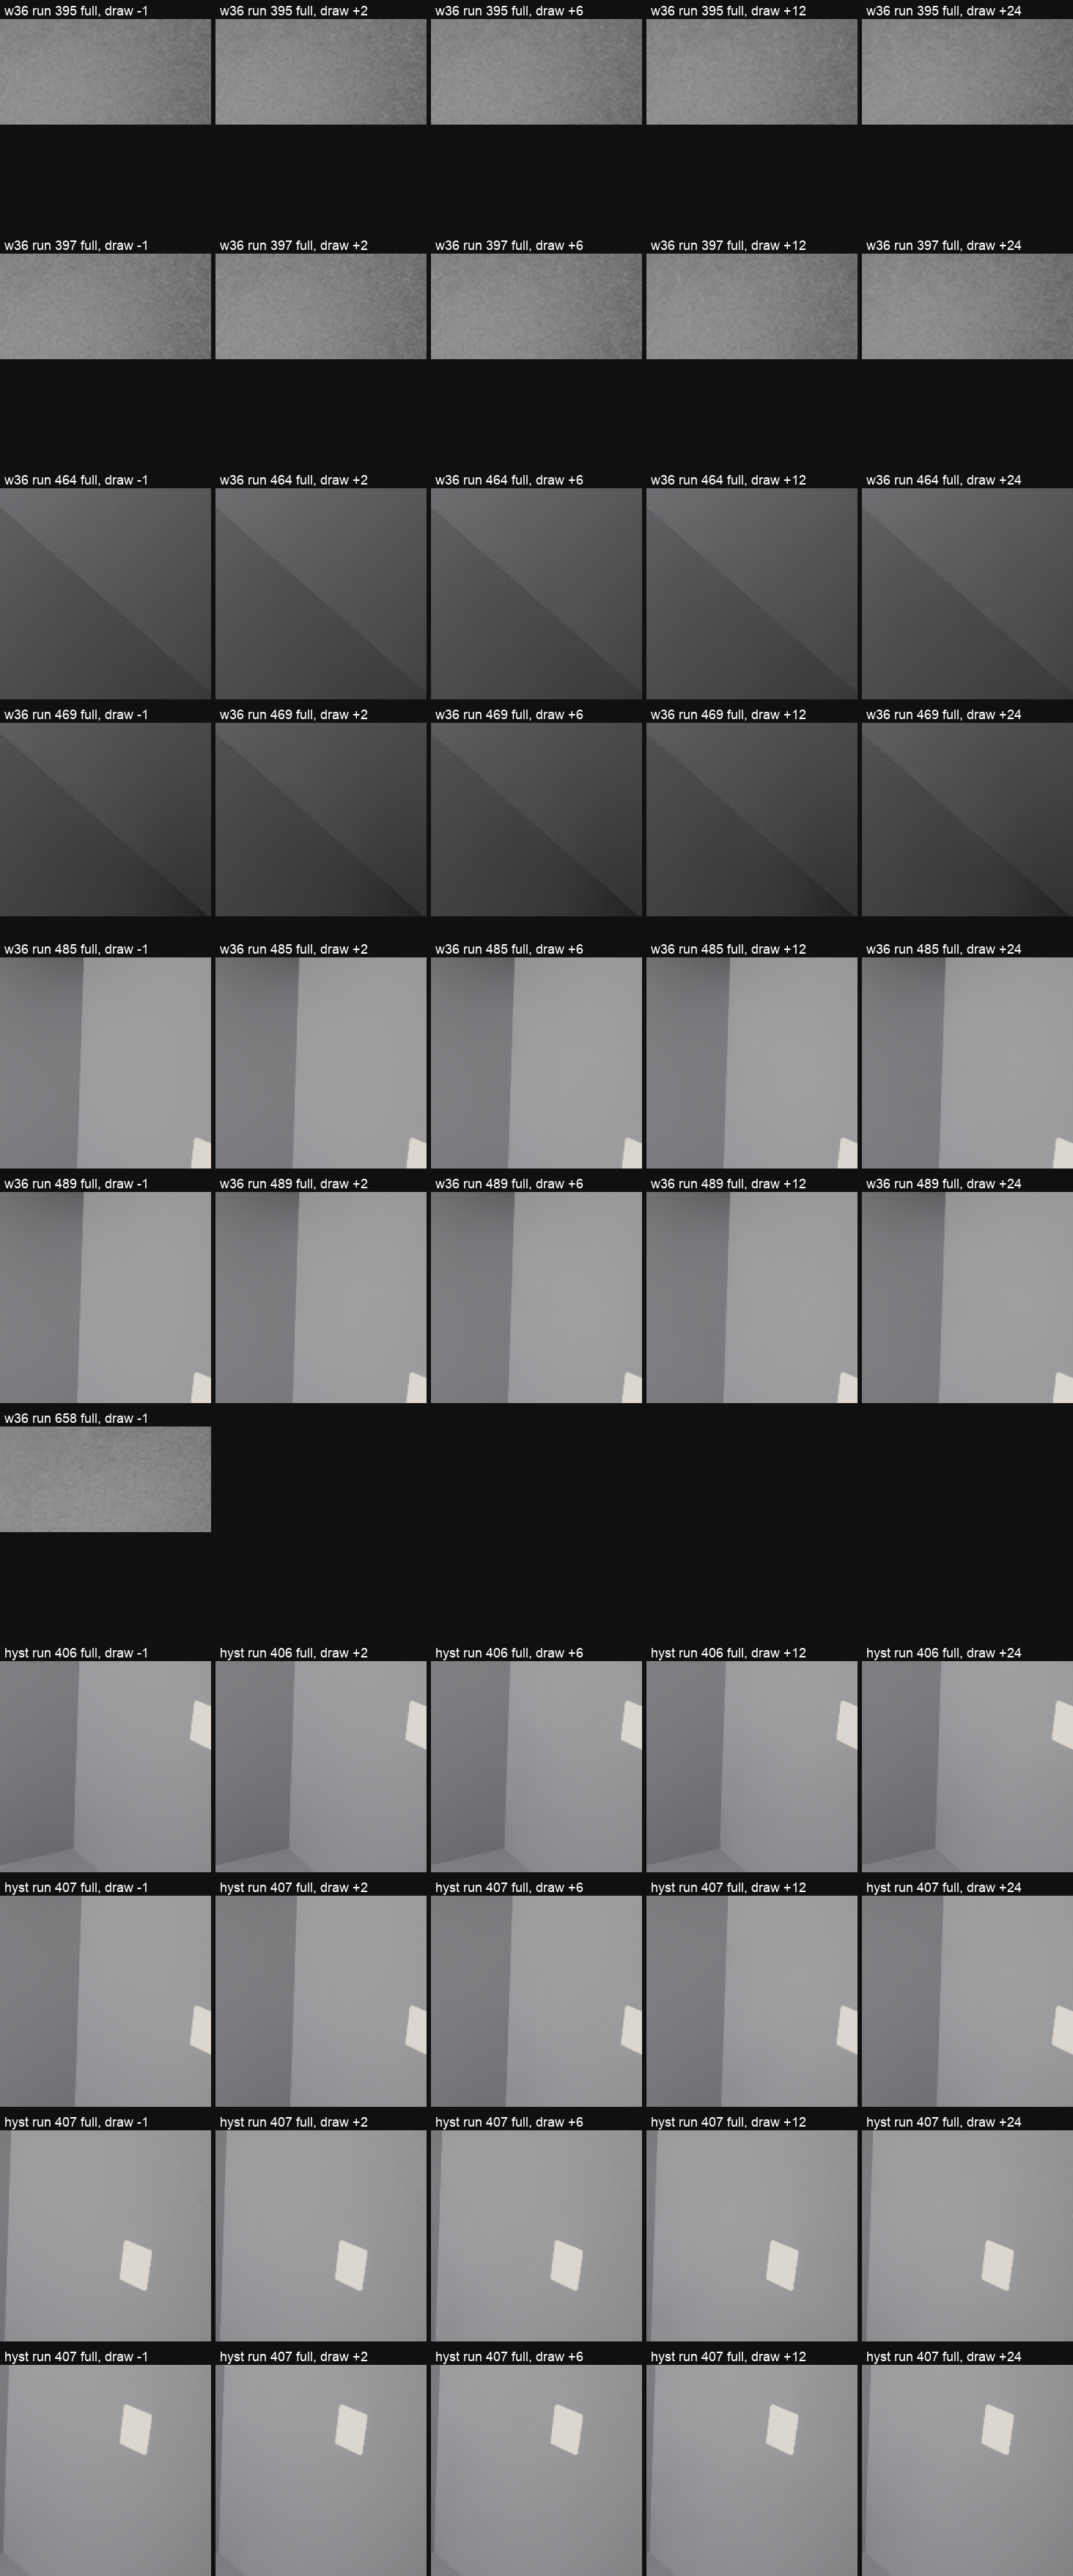 w36 run 395 full, draw -1 w36 run 395 full, draw +2 w36 run 395 full, draw +6 w36 run 395 full, draw +12 w36 run 395 full, draw +24
w36 run 397 full, draw -1 w36 run 397 full, draw +2 w36 run 397 full, draw +6 w36 run 397 full, draw +12 w36 run 397 full, draw +24
w36 run 464 full, draw -1 w36 run 464 full, draw +2 w36 run 464 full, draw +6 w36 run 464 full, draw +12 w36 run 464 full, draw +24
w36 run 469 full, draw -1 w36 run 469 full, draw +2 w36 run 469 full, draw +6 w36 run 469 full, draw +12 w36 run 469 full, draw +24
w36 run 485 full, draw -1 w36 run 485 full, draw +2 w36 run 485 full, draw +6 w36 run 485 full, draw +12 w36 run 485 full, draw +24
w36 run 489 full, draw -1 w36 run 489 full, draw +2 w36 run 489 full, draw +6 w36 run 489 full, draw +12 w36 run 489 full, draw +24
w36 run 658 full, draw -1
hyst run 406 full, draw -1 hyst run 406 full, draw +2 hyst run 406 full, draw +6 hyst run 406 full, draw +12 hyst run 406 full, draw +24
hyst run 407 full, draw -1 hyst run 407 full, draw +2 hyst run 407 full, draw +6 hyst run 407 full, draw +12 hyst run 407 full, draw +24
hyst run 407 full, draw -1 hyst run 407 full, draw +2 hyst run 407 full, draw +6 hyst run 407 full, draw +12 hyst run 407 full, draw +24
hyst run 407 full, draw -1 hyst run 407 full, draw +2 hyst run 407 full, draw +6 hyst run 407 full, draw +12 hyst run 407 full, draw +24